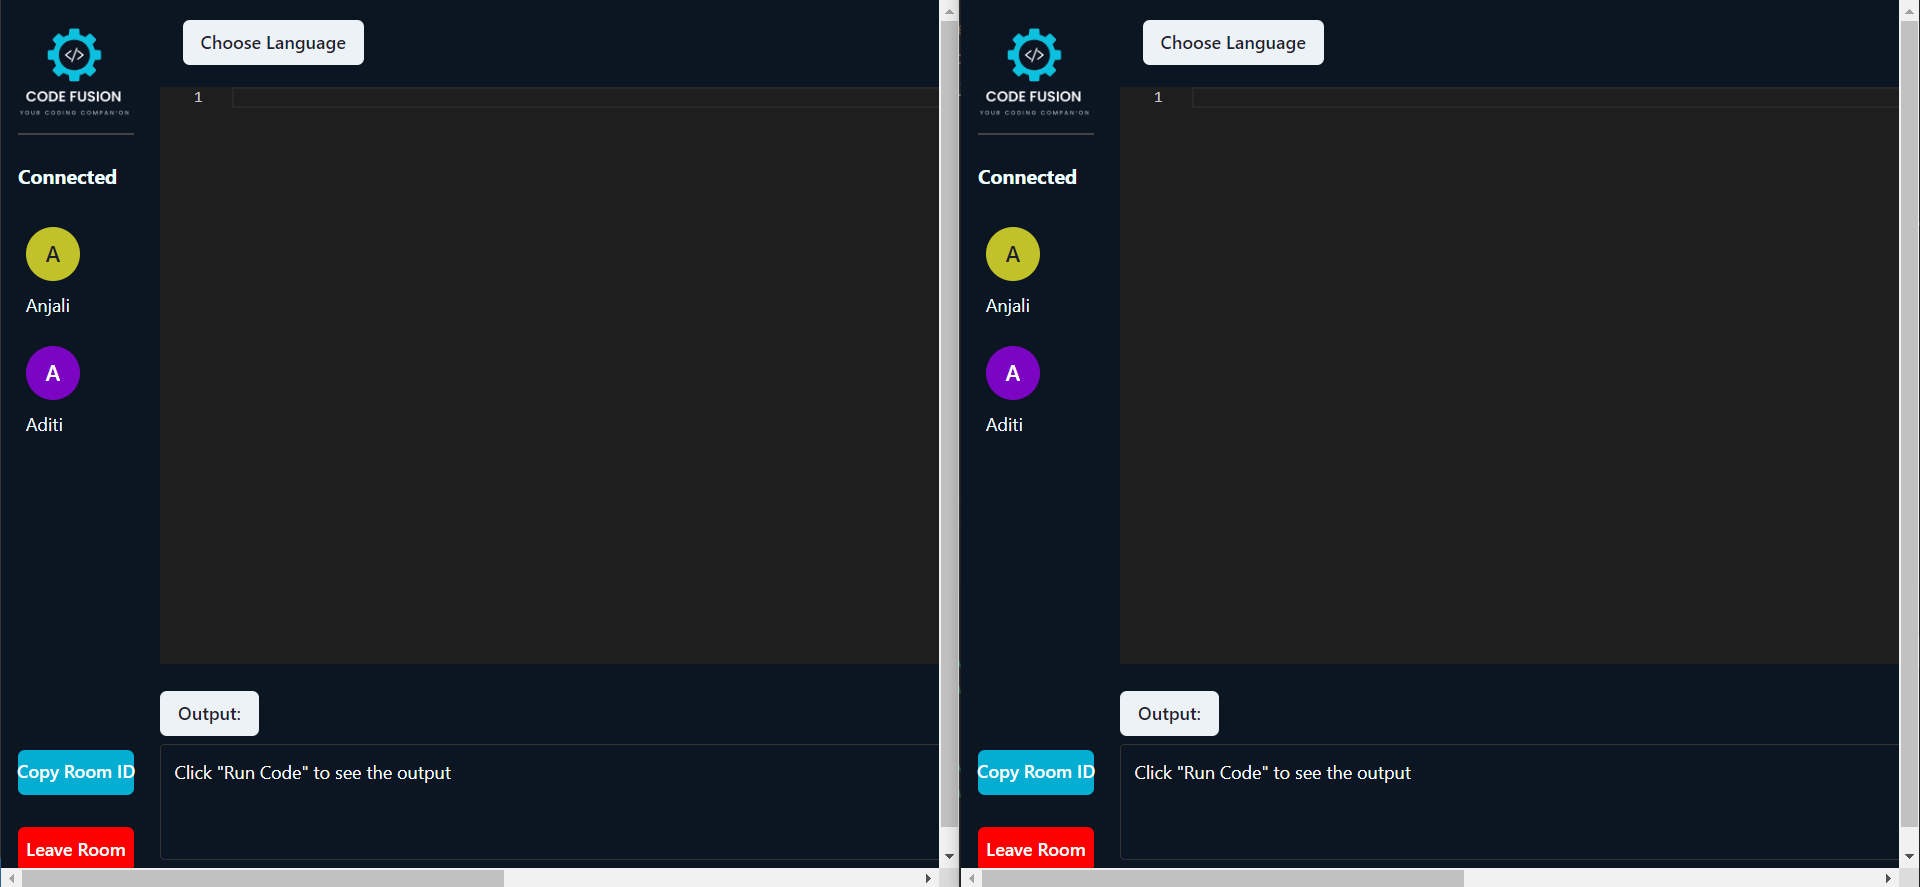 Choose Language
</>
CODE FUSION
YOUR CODING COMPANION
1
Connected
A
Anjali
A
Aditi
Output:
Copy Room ID
Click "Run Code" to see the output
Leave Room
Choose Language
</>
CODE FUSION
YOUR CODING COMPANION
1
Connected
A
Anjali
A
Aditi
Output:
Copy Room ID
Click "Run Code" to see the output
Leave Room